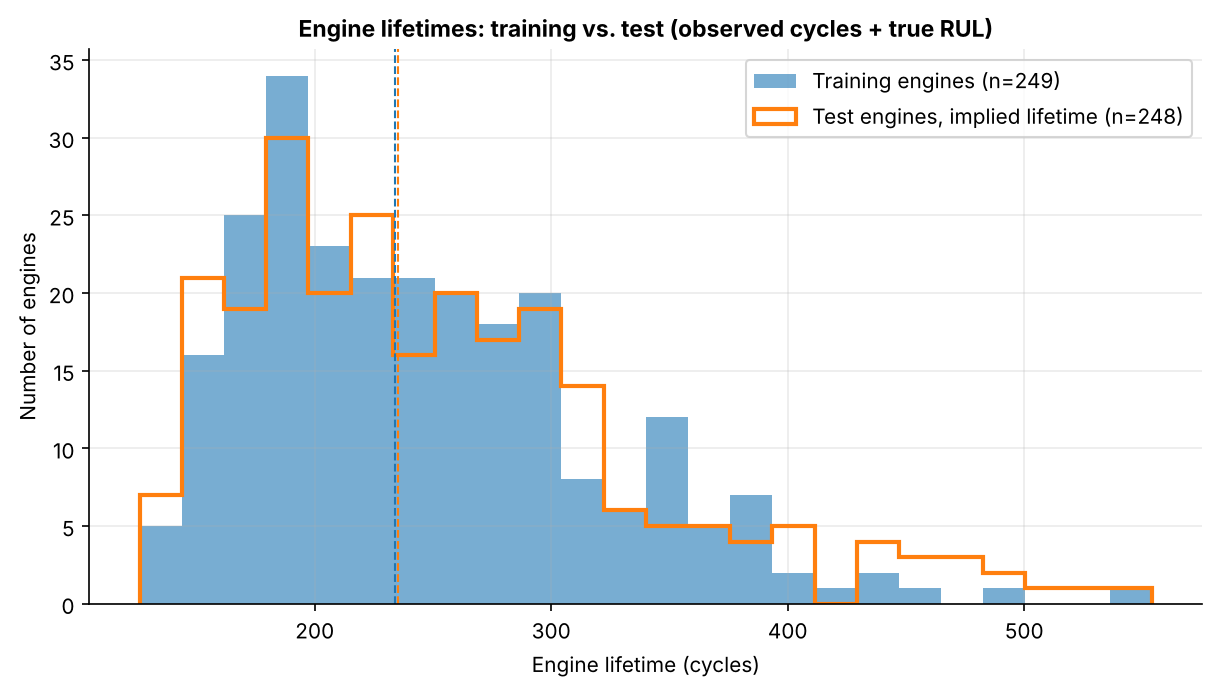 Engine lifetimes: training vs. test (observed cycles + true RUL)
Training engines (n=249)
Test engines, implied lifetime (n=248)
Number of engines
35
30
25
20
15
10
5
0
200
300
400
500
Engine lifetime (cycles)